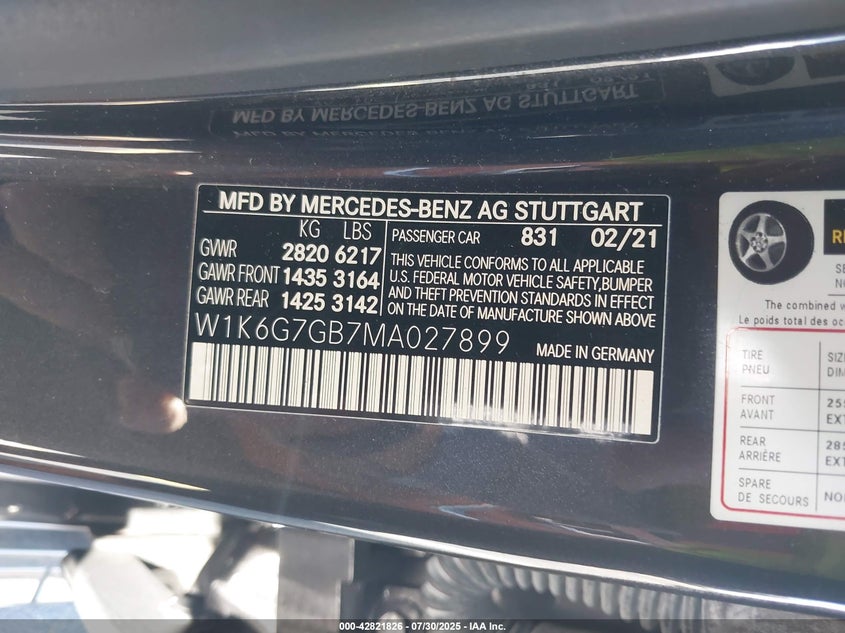 MFD BY MERCEDES-BENZ AG STUTTGART
MFD BY MERCEDES-BENZ AG STUTTGART
KG LBS
GVWR 2820 6217
GAWR FRONT 1435 3164
GAWR REAR 1425 3142
PASSENGER CAR 831 02/21
THIS VEHICLE CONFORMS TO ALL APPLICABLE
U.S. FEDERAL MOTOR VEHICLE SAFETY,BUMPER
AND THEFT PREVENTION STANDARDS IN EFFECT
ON THE DATE OF MANUFACTURE SHOWN ABOVE.
W1K6G7GB7MA027899 MADE IN GERMANY
The combined w
Le poids total des oc
TIRE
PNEU
FRONT
AVANT
REAR
ARRIÈRE
SPARE
DE SECOURS
SIZ
DIM
EXT
EXT
000-42821826 - 07/30/2025 - IAA Inc.